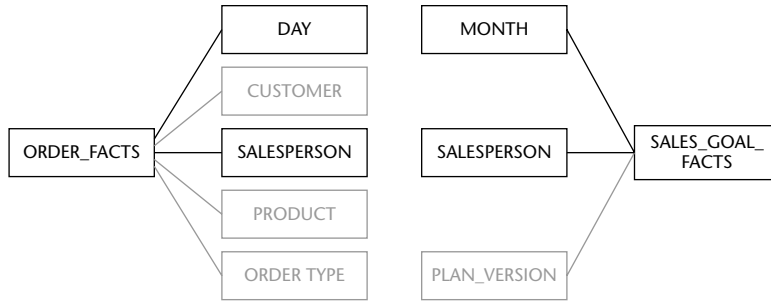 DAY
MONTH
CUSTOMER
ORDER_FACTS
SALESPERSON
SALESPERSON
SALES_GOAL_
FACTS
PRODUCT
ORDER TYPE
PLAN_VERSION